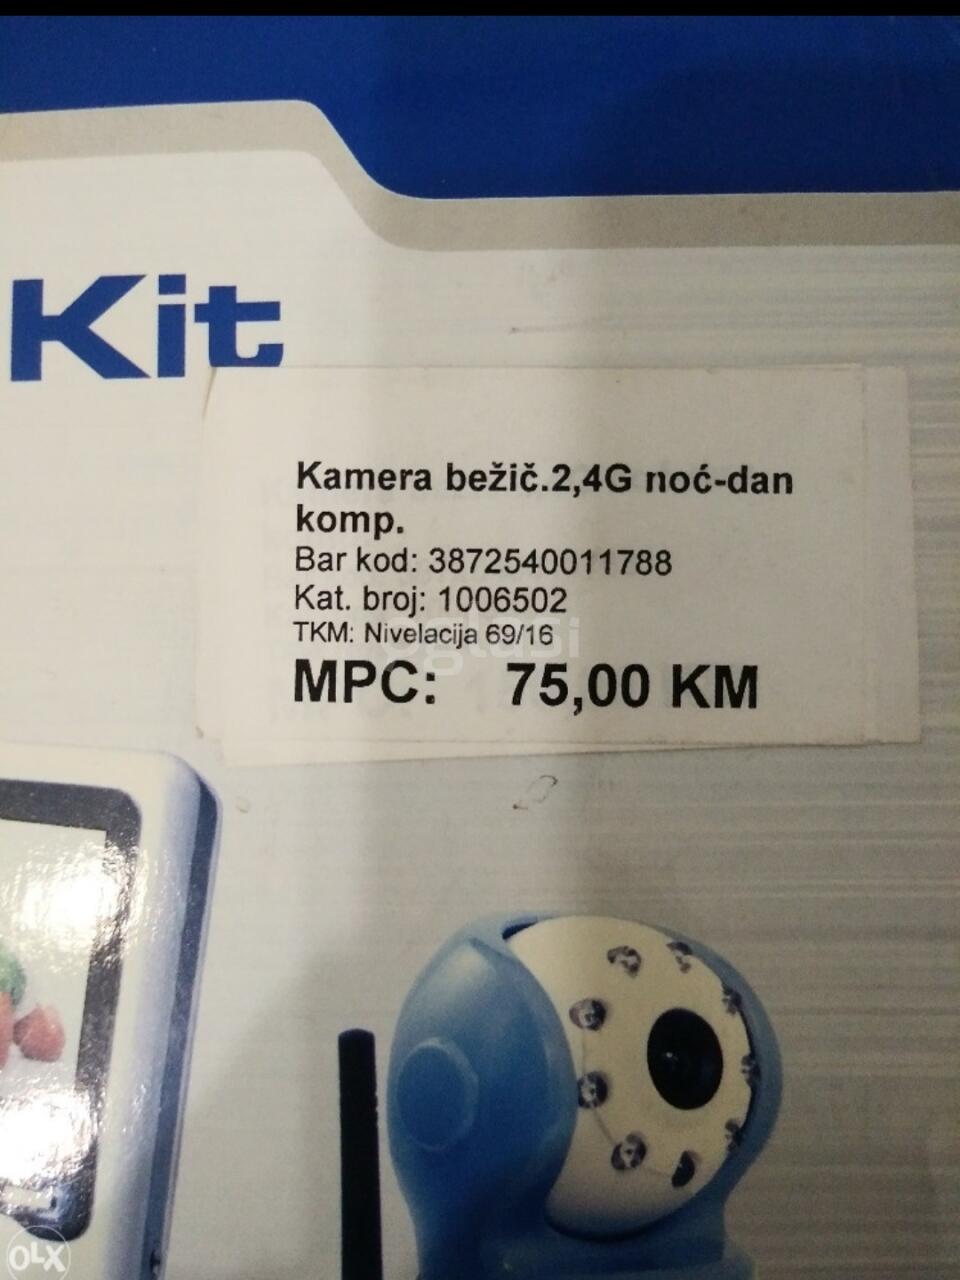 Kit
Kamera bežič.2,4G noć-dan
komp.
Bar kod: 3872540011788
Kat. broj: 1006502
TKM: Nivelacija 69/16
oglasi
MPC: 75,00 KM
OLX